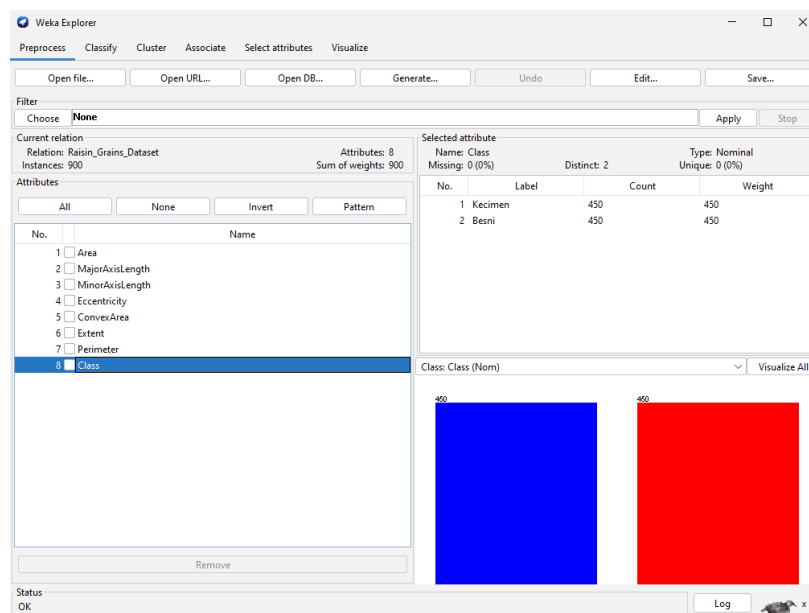 Weka Explorer
Preprocess Classify Cluster Associate Select attributes Visualize
Open file... Open URL... Open DB... Generate... Undo Edit... Save...
Filter
Choose None Apply Stop
Current relation
Relation: Raisin_Grains_Dataset Attributes: 8
Instances: 900 Sum of weights: 900
Attributes
All None Invert Pattern
No. Name
1 Area
2 MajorAxisLength
3 MinorAxisLength
4 Eccentricity
5 ConvexArea
6 Extent
7 Perimeter
8 Class
Remove
Selected attribute
Name: Class Type: Nominal
Missing: 0 (0%) Distinct: 2 Unique: 0 (0%)
No. Label Count Weight
1 Kecimen 450 450
2 Besni 450 450
Class: Class (Nom) Visualize All
450 450
Status
OK
Log x